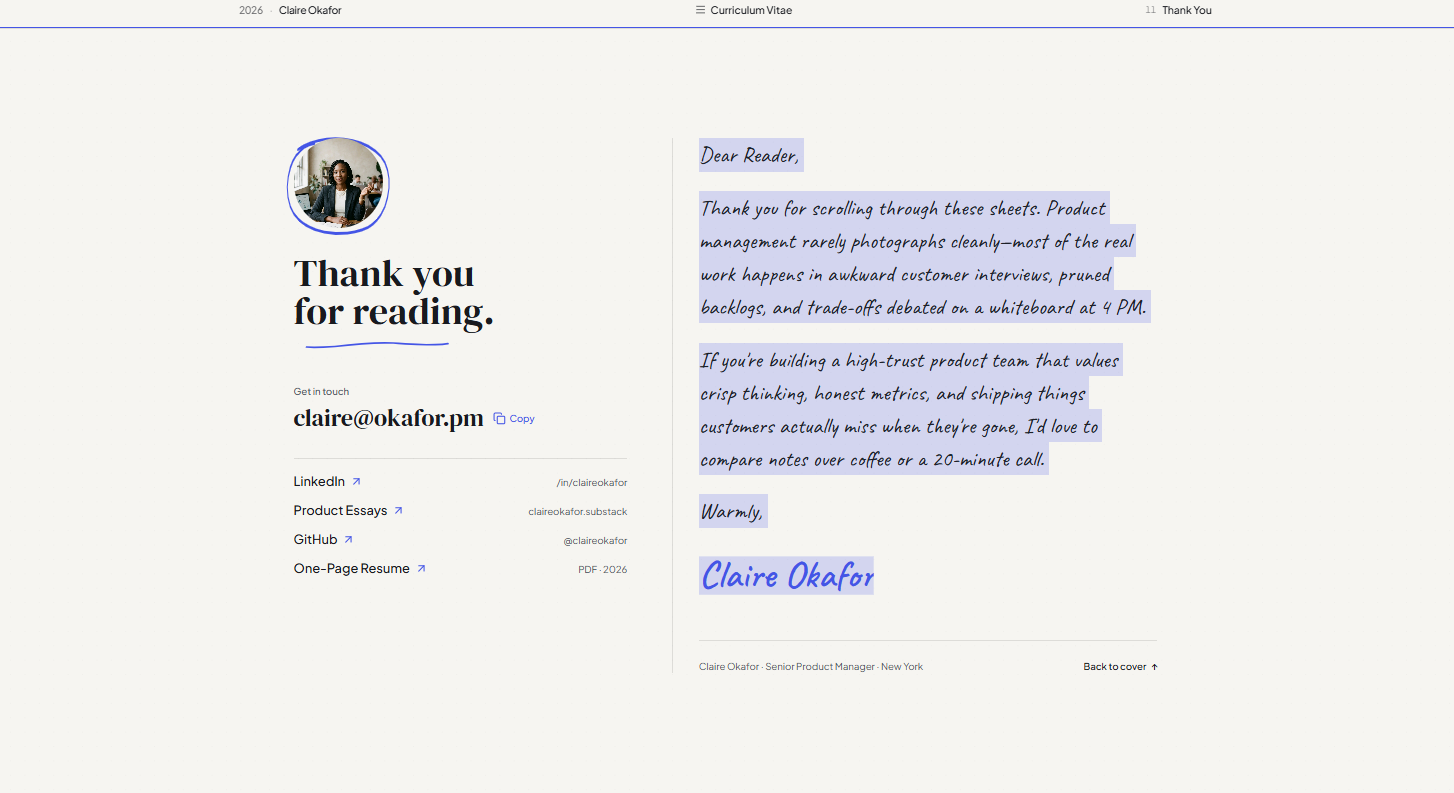 2026 · Claire Okafor
Curriculum Vitae
11 Thank You
Thank you
for reading.
Get in touch
claire@okafor.pm Copy
LinkedIn ↗ /in/claireokafor
Product Essays ↗ claireokafor.substack
GitHub ↗ @claireokafor
One-Page Resume ↗ PDF · 2026
Dear Reader,
Thank you for scrolling through these sheets. Product
management rarely photographs cleanly—most of the real
work happens in awkward customer interviews, pruned
backlogs, and trade-offs debated on a whiteboard at 4 PM.
If you're building a high-trust product team that values
crisp thinking, honest metrics, and shipping things
customers actually miss when they're gone, I'd love to
compare notes over coffee or a 20-minute call.
Warmly,
Claire Okafor
Claire Okafor · Senior Product Manager · New York
Back to cover ↑